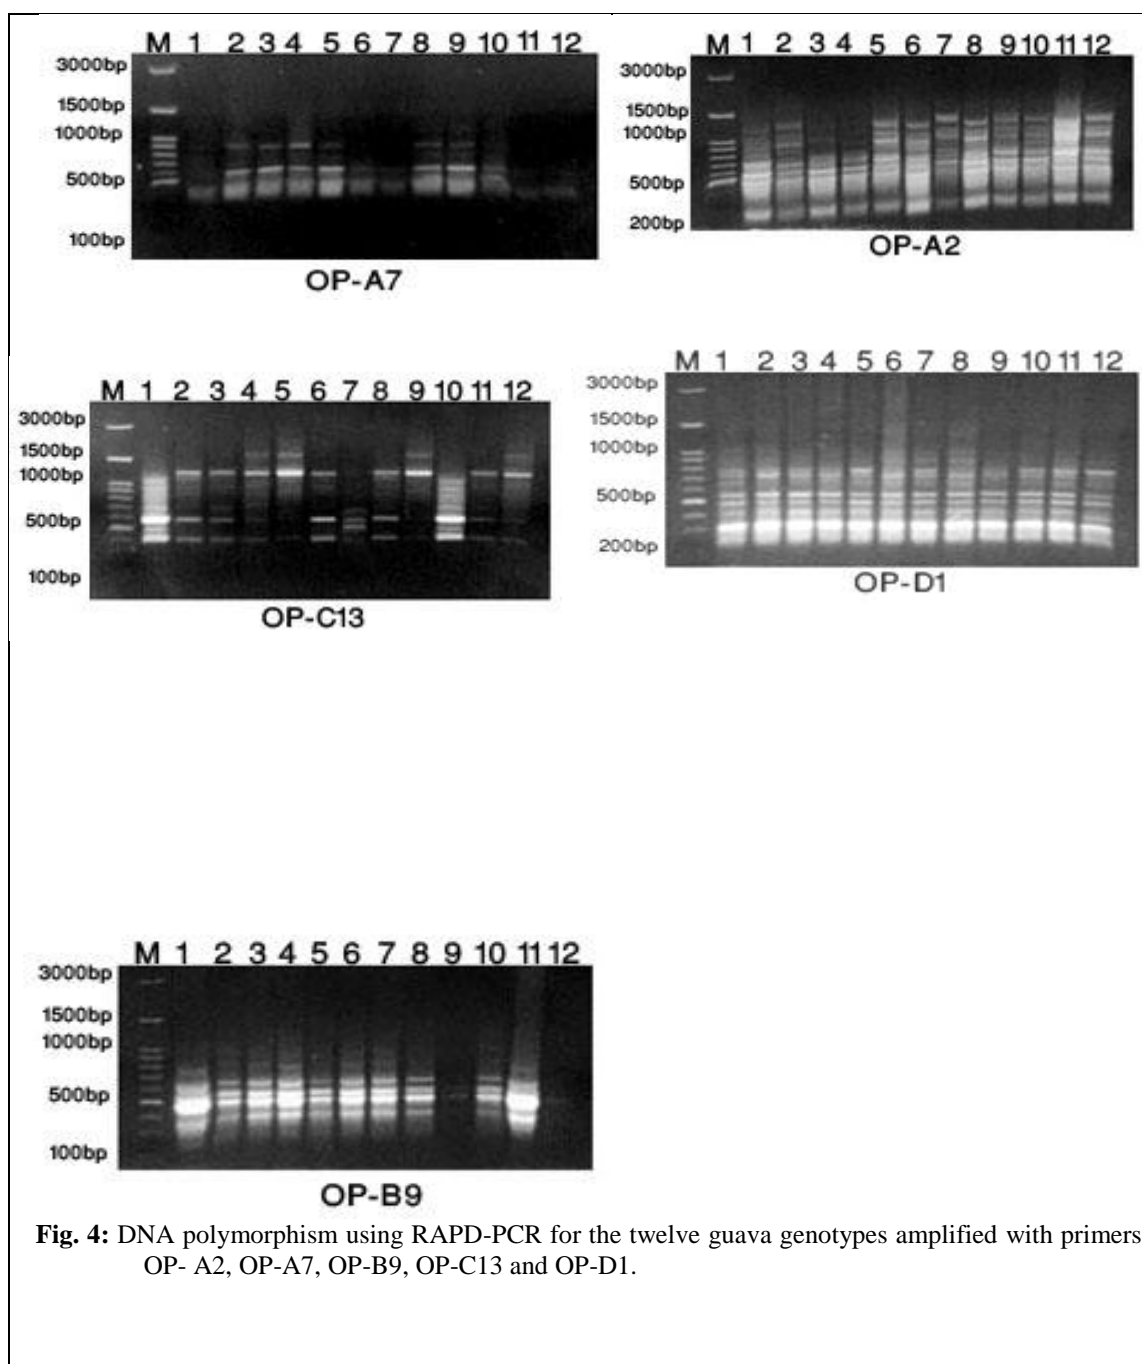 M 1 2 3 4 5 6 7 8 9 10 11 12
3000bp
1500bp
1000bp
500bp
100bp
OP-A7
M 1 2 3 4 5 6 7 8 9 10 11 12
3000bp
1500bp
1000bp
500bp
200bp
OP-A2
M 1 2 3 4 5 6 7 8 9 10 11 12
3000bp
1500bp
1000bp
500bp
100bp
OP-C13
M 1 2 3 4 5 6 7 8 9 10 11 12
3000bp
1500bp
1000bp
500bp
200bp
OP-D1
M 1 2 3 4 5 6 7 8 9 10 11 12
3000bp
1500bp
1000bp
500bp
100bp
OP-B9
Fig. 4: DNA polymorphism using RAPD-PCR for the twelve guava genotypes amplified with primers
OP- A2, OP-A7, OP-B9, OP-C13 and OP-D1.